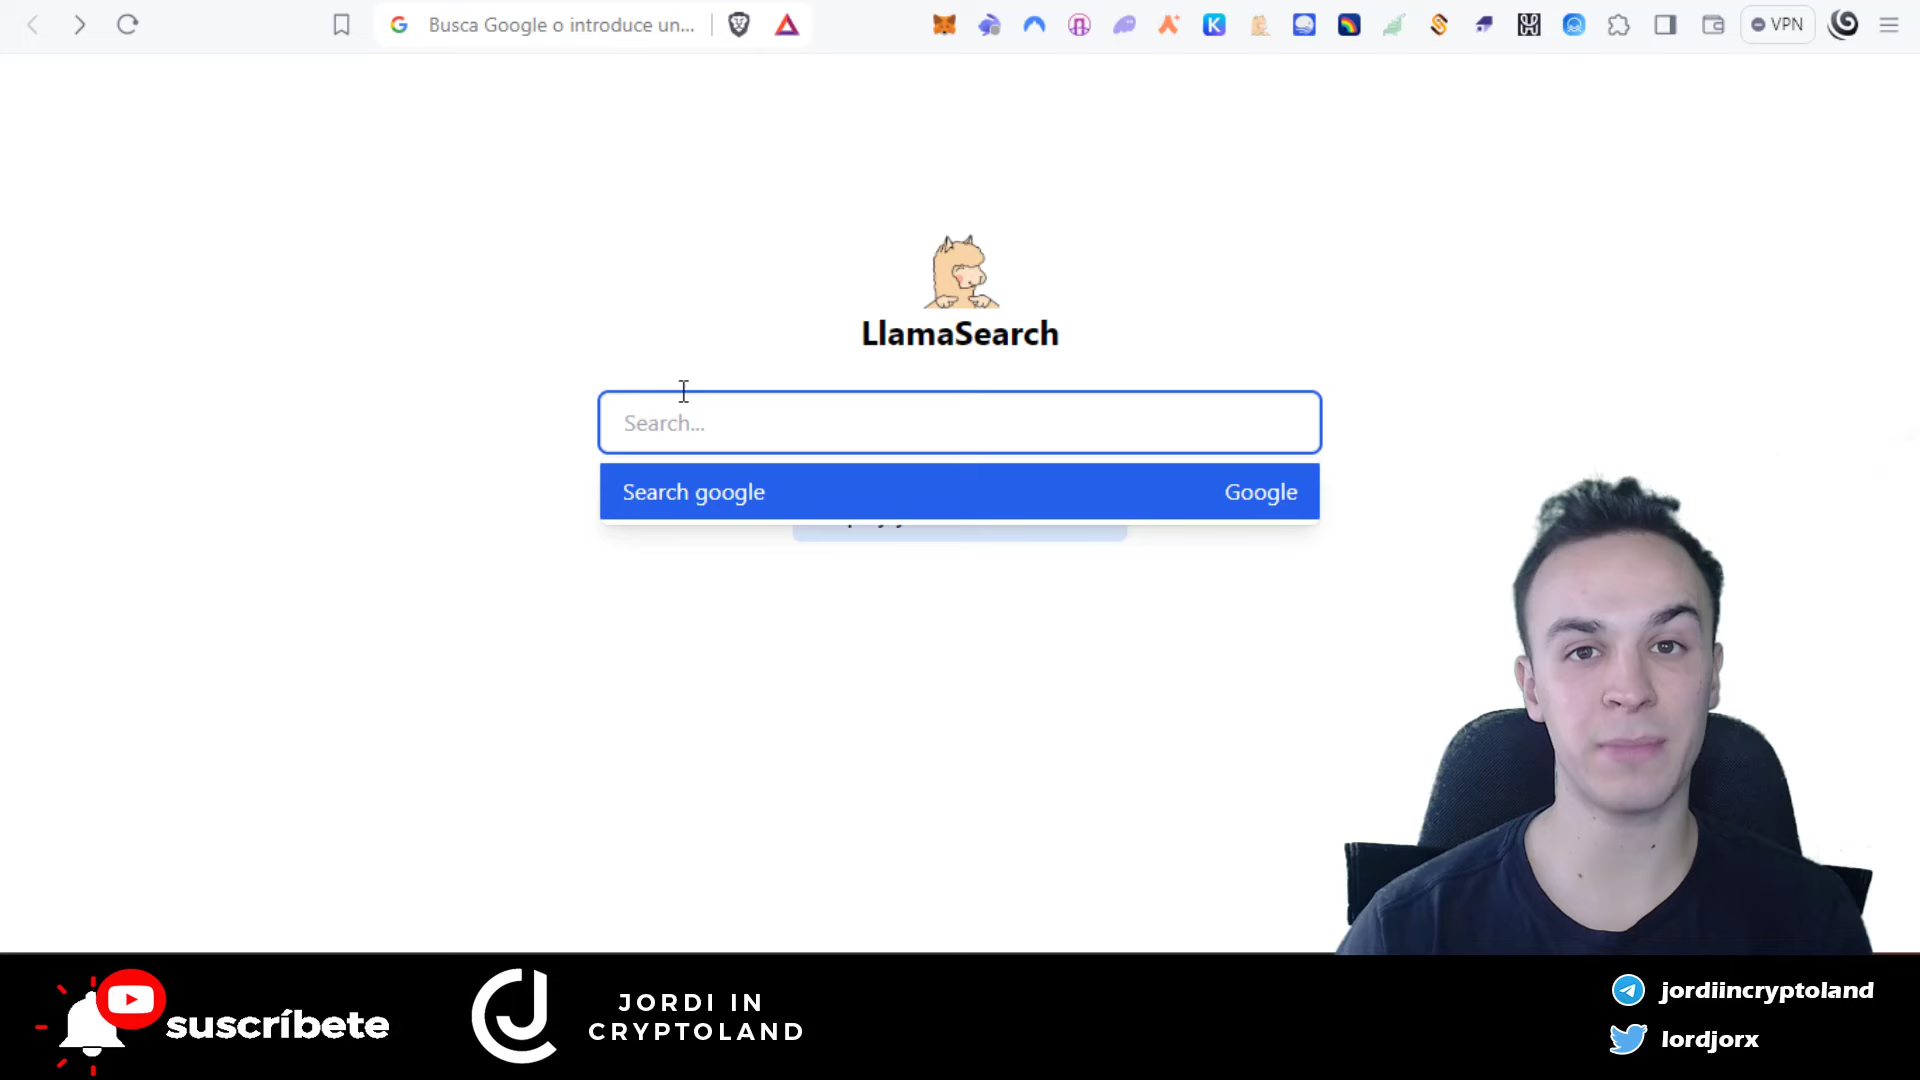 Busca Google o introduce un...
VPN
LlamaSearch
Search...
Search google Google
suscríbete
JORDI IN
CRYPTOLAND
jordiincryptoland
lordjorx